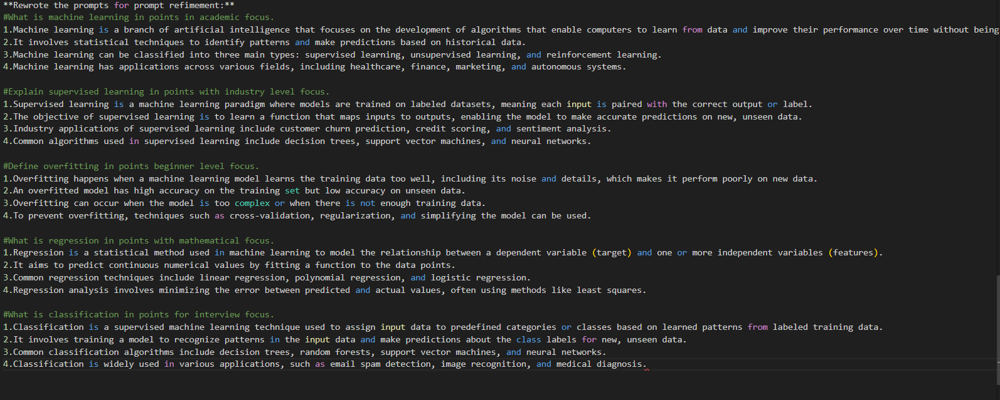 **Rewrote the prompts for prompt refimement:**
#What is machine learning in points in academic focus.
1.Machine learning is a branch of artificial intelligence that focuses on the development of algorithms that enable computers to learn from data and improve their performance over time without being
2.It involves statistical techniques to identify patterns and make predictions based on historical data.
3.Machine learning can be classified into three main types: supervised learning, unsupervised learning, and reinforcement learning.
4.Machine learning has applications across various fields, including healthcare, finance, marketing, and autonomous systems.
#Explain supervised learning in points with industry level focus.
1.Supervised learning is a machine learning paradigm where models are trained on labeled datasets, meaning each input is paired with the correct output or label.
2.The objective of supervised learning is to learn a function that maps inputs to outputs, enabling the model to make accurate predictions on new, unseen data.
3.Industry applications of supervised learning include customer churn prediction, credit scoring, and sentiment analysis.
4.Common algorithms used in supervised learning include decision trees, support vector machines, and neural networks.
#Define overfitting in points beginner level focus.
1.Overfitting happens when a machine learning model learns the training data too well, including its noise and details, which makes it perform poorly on new data.
2.An overfitted model has high accuracy on the training set but low accuracy on unseen data.
3.Overfitting can occur when the model is too complex or when there is not enough training data.
4.To prevent overfitting, techniques such as cross-validation, regularization, and simplifying the model can be used.
#What is regression in points with mathematical focus.
1.Regression is a statistical method used in machine learning to model the relationship between a dependent variable (target) and one or more independent variables (features).
2.It aims to predict continuous numerical values by fitting a function to the data points.
3.Common regression techniques include linear regression, polynomial regression, and logistic regression.
4.Regression analysis involves minimizing the error between predicted and actual values, often using methods like least squares.
#What is classification in points for interview focus.
1.Classification is a supervised machine learning technique used to assign input data to predefined categories or classes based on learned patterns from labeled training data.
2.It involves training a model to recognize patterns in the input data and make predictions about the class labels for new, unseen data.
3.Common classification algorithms include decision trees, random forests, support vector machines, and neural networks.
4.Classification is widely used in various applications, such as email spam detection, image recognition, and medical diagnosis.